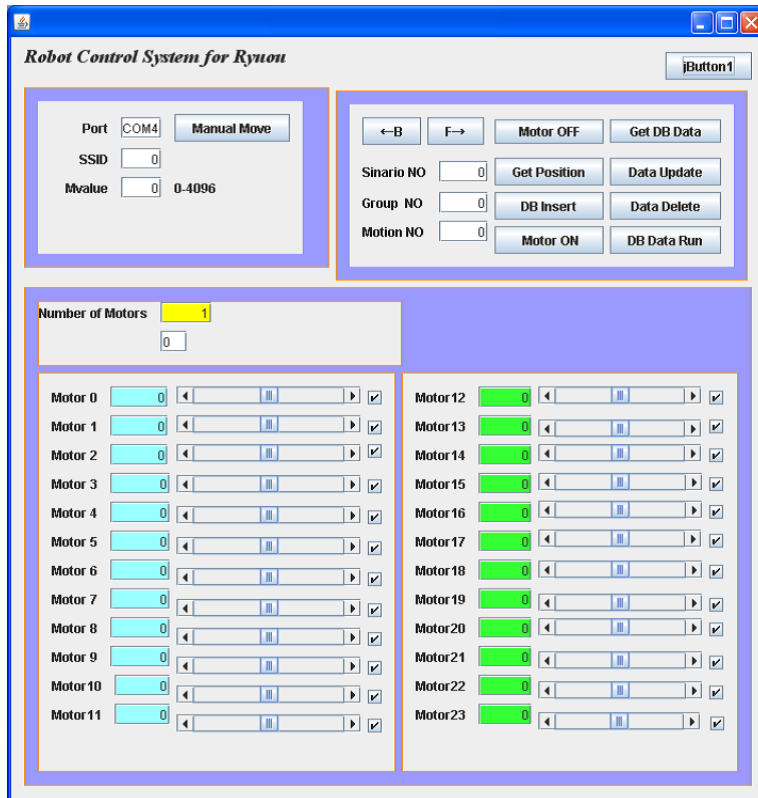 Robot Control System for Ryuou
jButton1
Port COM4 Manual Move
SSID 0
Mvalue 0 0-4096
←B F→ Motor OFF Get DB Data
Sinario NO 0 Get Position Data Update
Group NO 0 DB Insert Data Delete
Motion NO 0 Motor ON DB Data Run
Number of Motors 1
0
Motor 0 0
Motor 1 0
Motor 2 0
Motor 3 0
Motor 4 0
Motor 5 0
Motor 6 0
Motor 7 0
Motor 8 0
Motor 9 0
Motor10 0
Motor11 0
Motor12 0
Motor13 0
Motor14 0
Motor15 0
Motor16 0
Motor17 0
Motor18 0
Motor19 0
Motor20 0
Motor21 0
Motor22 0
Motor23 0